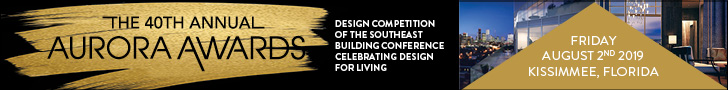 THE 40TH ANNUAL
AURORA AWARDS
DESIGN COMPETITION
OF THE SOUTHEAST
BUILDING CONFERENCE
CELEBRATING DESIGN
FOR LIVING
FRIDAY
AUGUST 2ND 2019
KISSIMMEE, FLORIDA